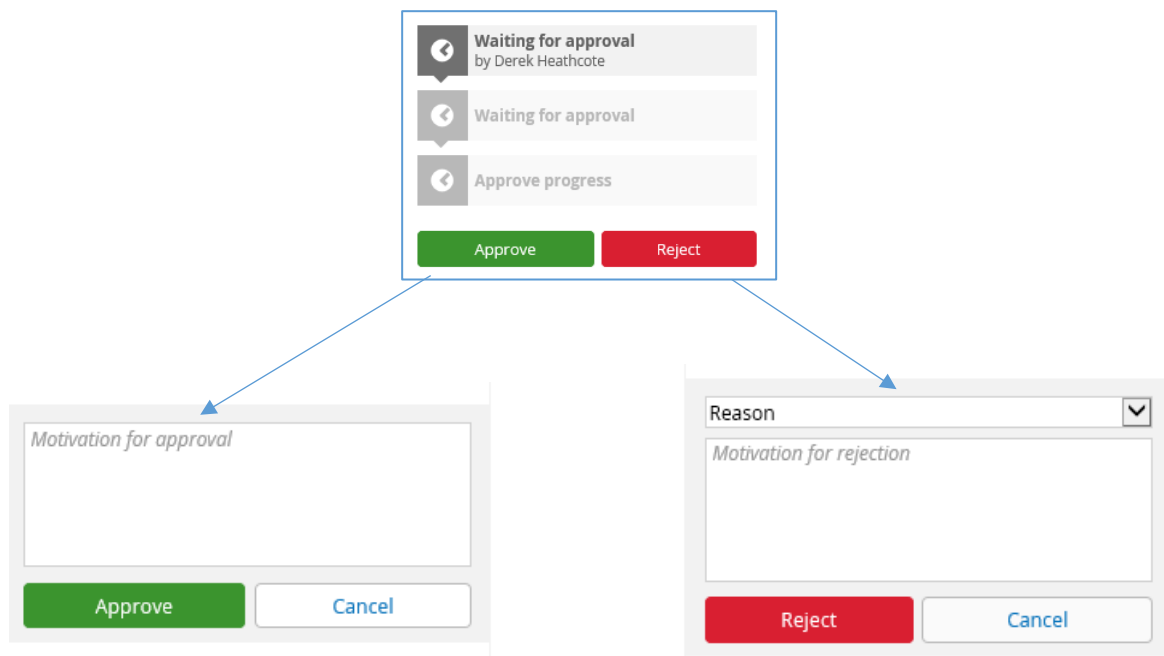 Waiting for approval
by Derek Heathcote
Waiting for approval
Approve progress
Approve Reject
Motivation for approval
Approve Cancel
Reason
Motivation for rejection
Reject Cancel